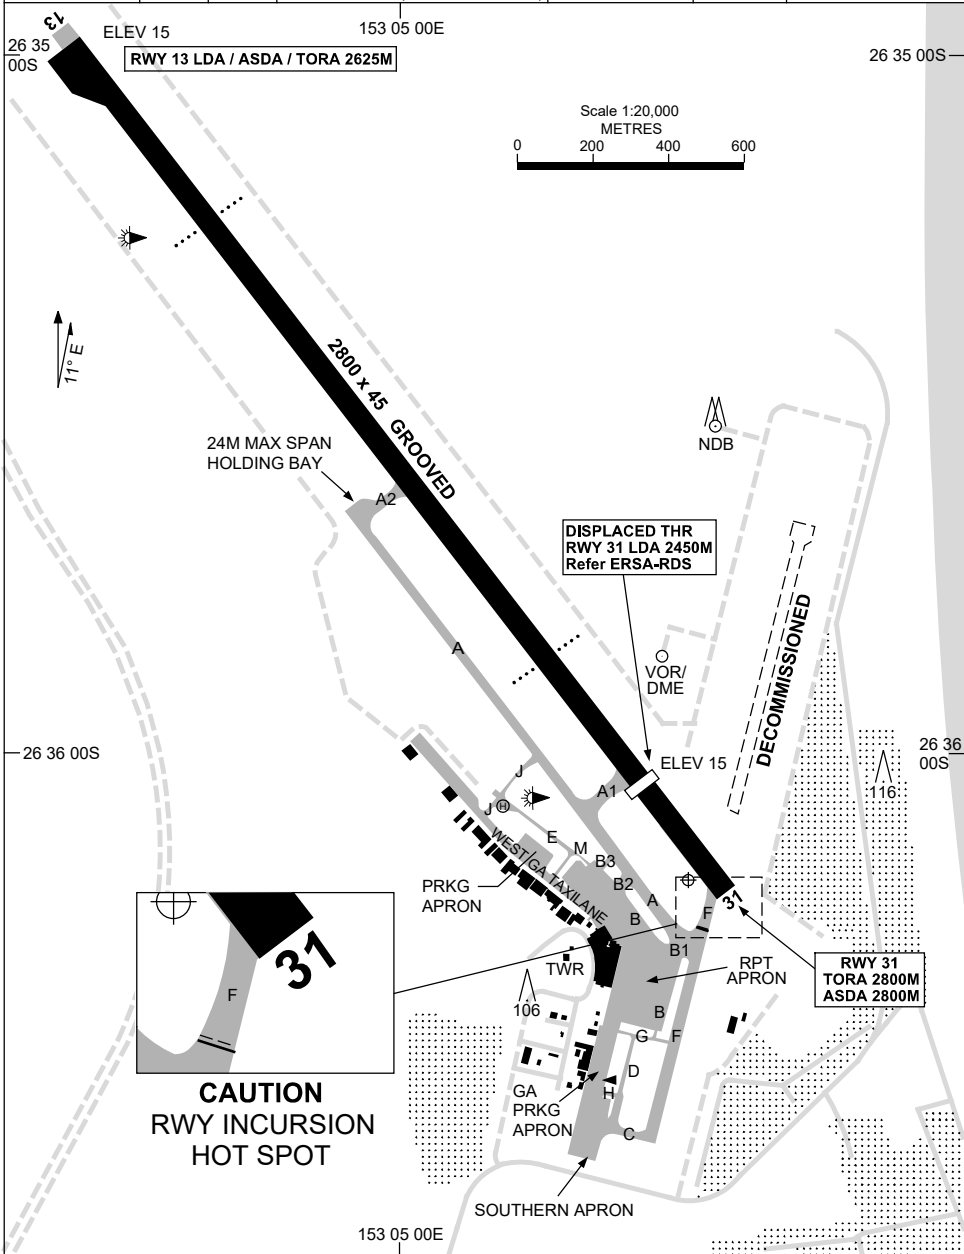 13
ELEV 15
153 05 00E
26 35
00S
RWY 13 LDA / ASDA / TORA 2625M
26 35 00S
Scale 1:20,000
METRES
0 200 400 600
11° E
2800 x 45 GROOVED
24M MAX SPAN
HOLDING BAY
A2
NDB
DISPLACED THR
RWY 31 LDA 2450M
Refer ERSA-RDS
DECOMMISSIONED
A
VOR/
DME
26 36 00S
ELEV 15
26 36
00S
J
A1
116
J
H
E
M
WEST GA TAXILANE
B3
B2
PRKG
APRON
A
31
F
B
B1
TWR
RPT
APRON
RWY 31
TORA 2800M
ASDA 2800M
31
F
106
B
G
F
D
GA
PRKG
APRON
H
C
CAUTION
RWY INCURSION
HOT SPOT
SOUTHERN APRON
153 05 00E